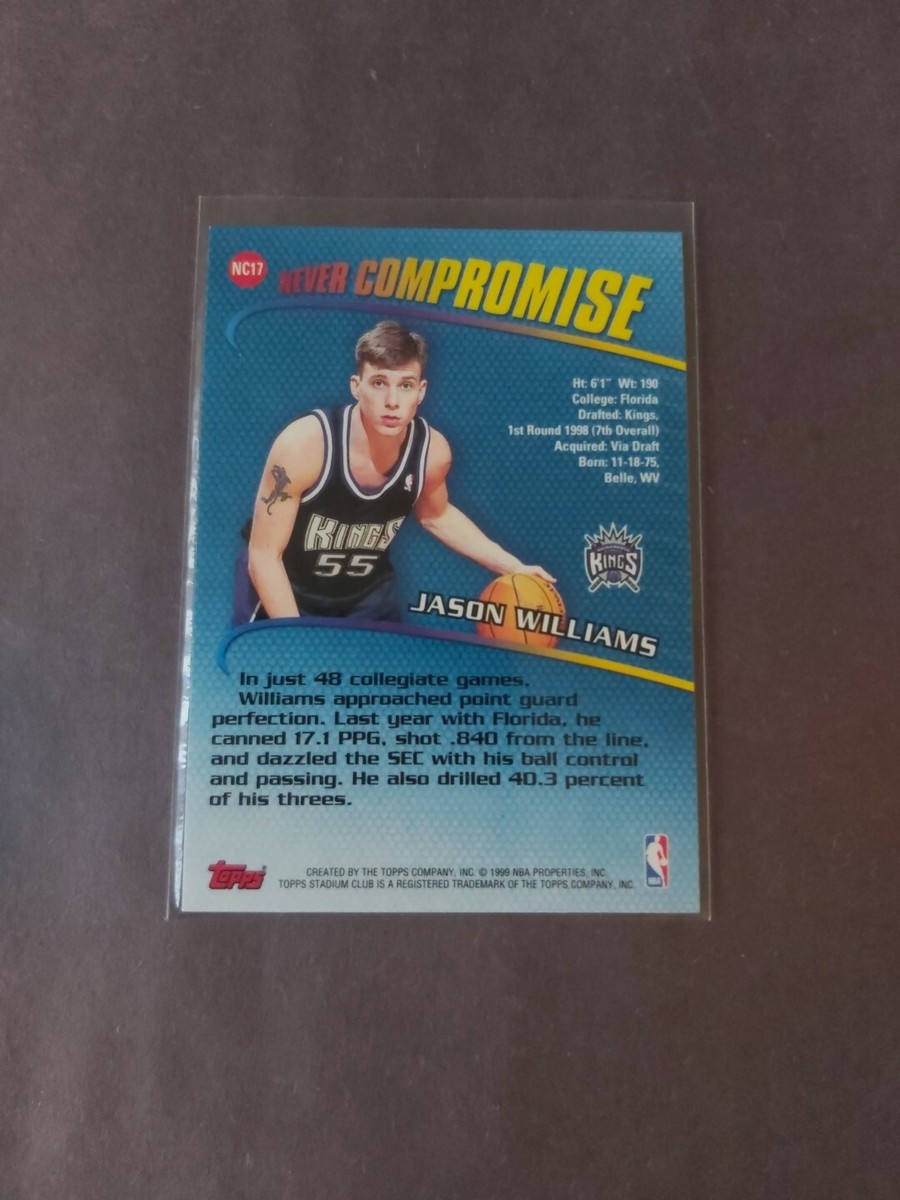 NC17
NEVER COMPROMISE
Ht: 6'1" Wt: 190
College: Florida
Drafted: Kings,
1st Round 1998 (7th Overall)
Acquired: Via Draft
Born: 11-18-75,
Belle, WV
KINGS
55
KINGS
JASON WILLIAMS
In just 48 collegiate games,
Williams approached point guard
perfection. Last year with Florida, he
canned 17.1 PPG, shot .840 from the line,
and dazzled the SEC with his ball control
and passing. He also drilled 40.3 percent
of his threes.
TOPPS
CREATED BY THE TOPPS COMPANY, INC. © 1999 NBA PROPERTIES, INC.
TOPPS STADIUM CLUB IS A REGISTERED TRADEMARK OF THE TOPPS COMPANY, INC.
NBA